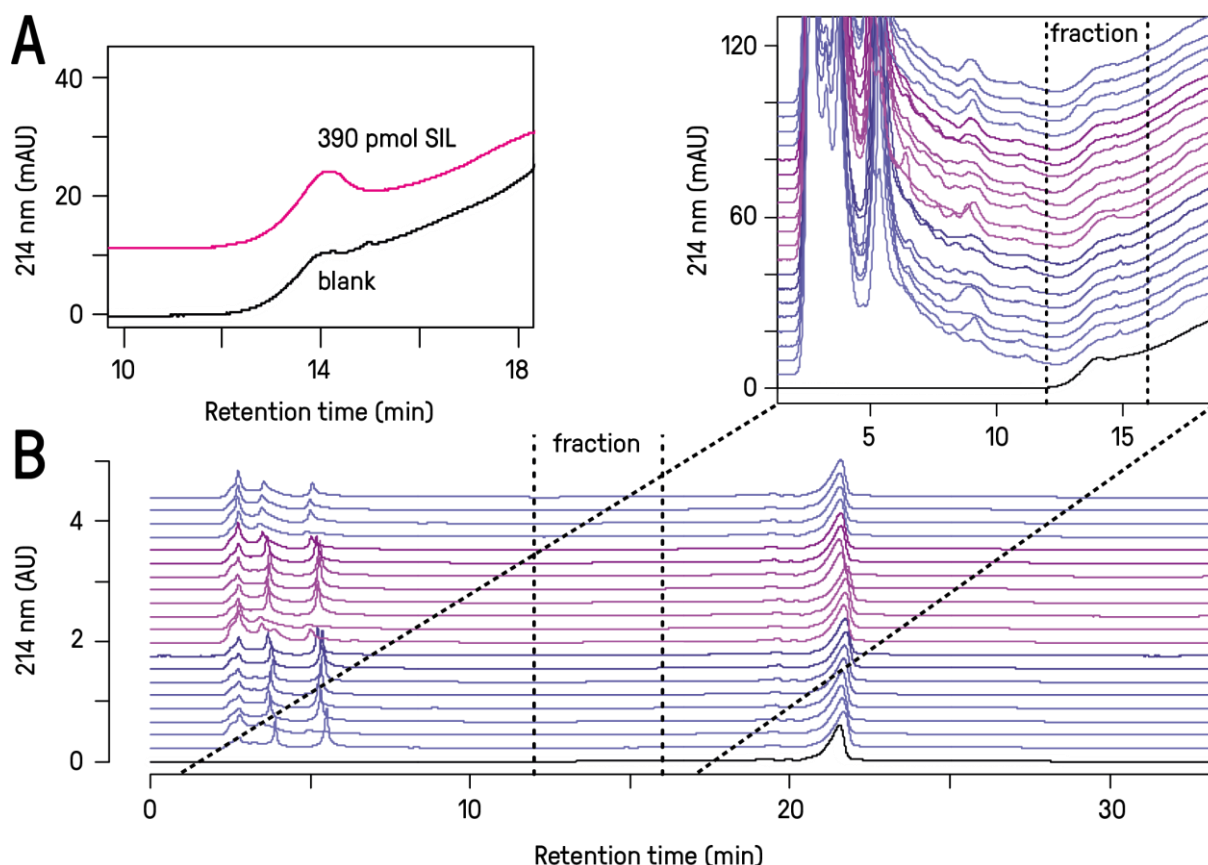 A
40
20
0
214 nm (mAU)
390 pmol SIL
blank
10
14
18
Retention time (min)
120
60
0
214 nm (mAU)
fraction
5
10
15
B
fraction
4
2
0
214 nm (AU)
0
10
20
30
Retention time (min)